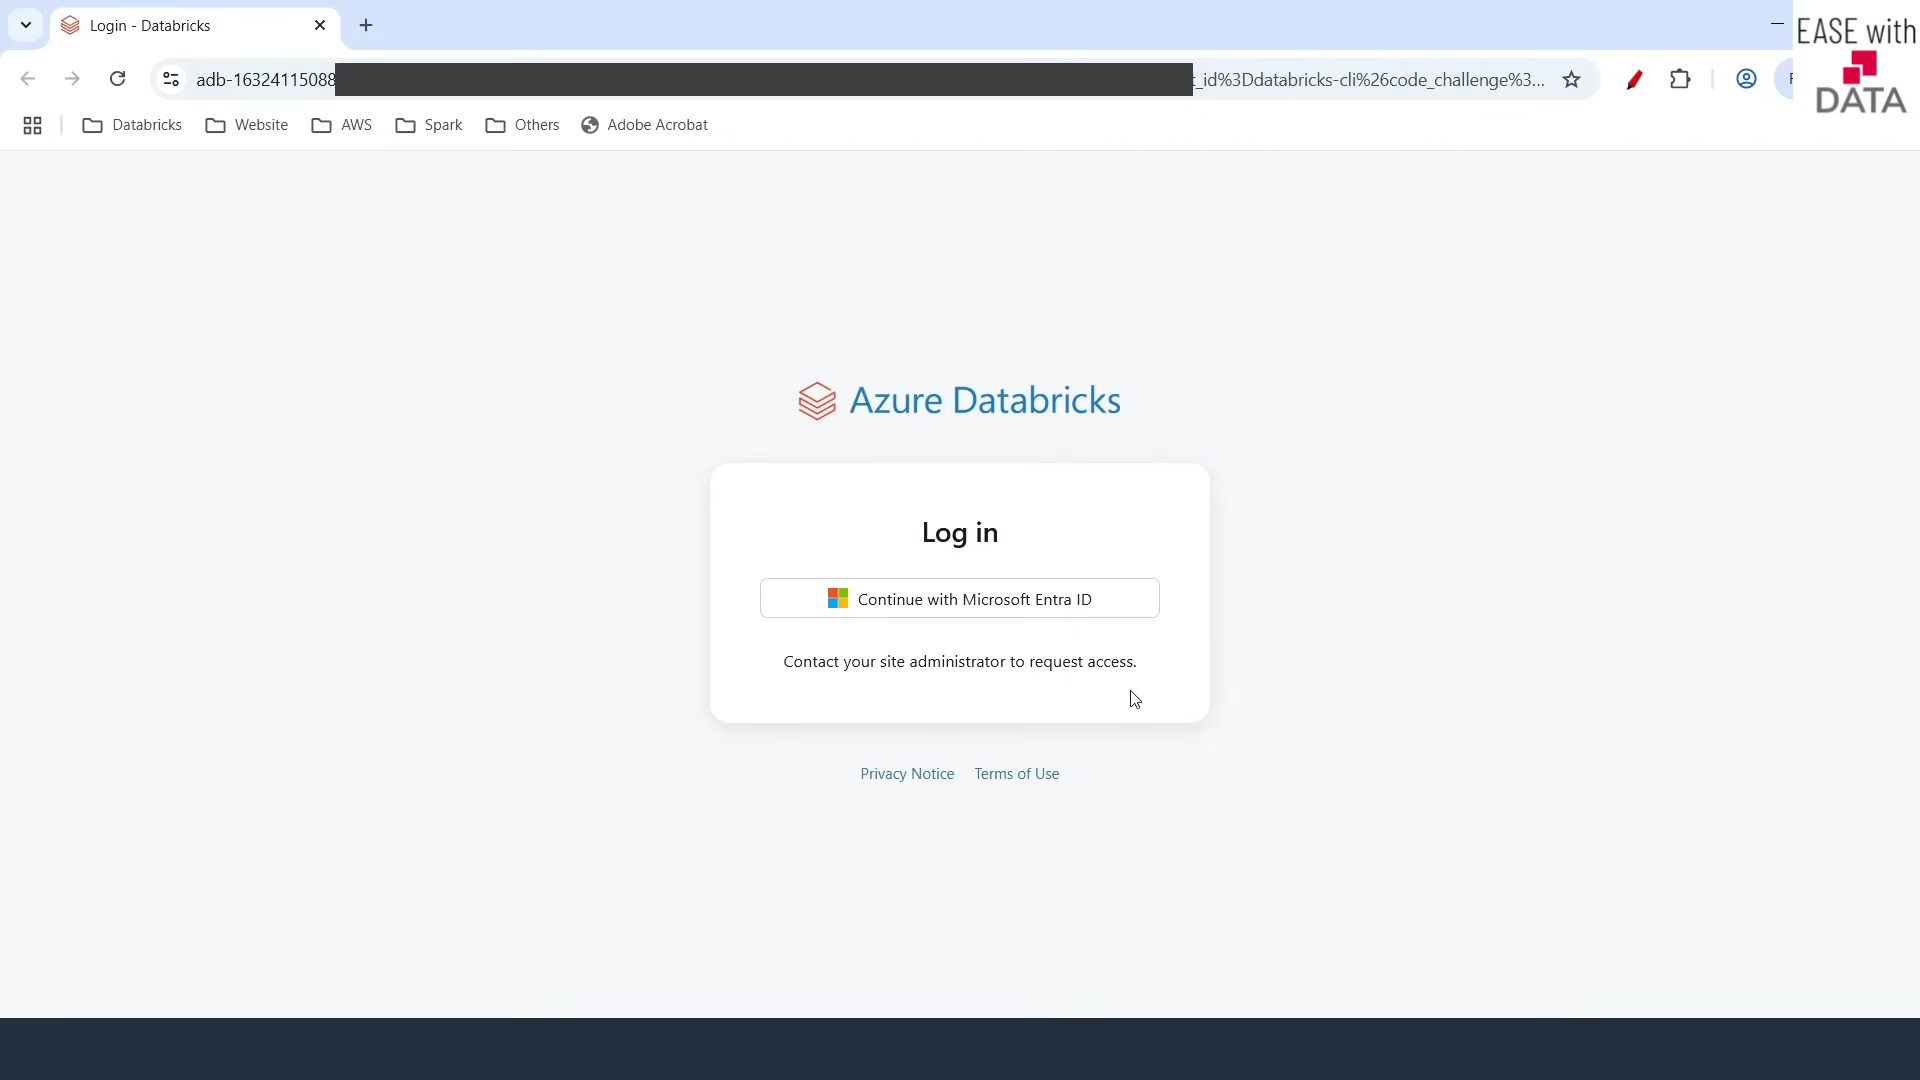 Login - Databricks
EASE with
DATA
adb-16324115088
_id%3Ddatabricks-cli%26code_challenge%3...
Databricks
Website
AWS
Spark
Others
Adobe Acrobat
Azure Databricks
Log in
Continue with Microsoft Entra ID
Contact your site administrator to request access.
Privacy Notice
Terms of Use